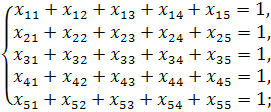 x₁₁ + x₁₂ + x₁₃ + x₁₄ + x₁₅ = 1,
x₂₁ + x₂₂ + x₂₃ + x₂₄ + x₂₅ = 1,
x₃₁ + x₃₂ + x₃₃ + x₃₄ + x₃₅ = 1,
x₄₁ + x₄₂ + x₄₃ + x₄₄ + x₄₅ = 1,
x₅₁ + x₅₂ + x₅₃ + x₅₄ + x₅₅ = 1;